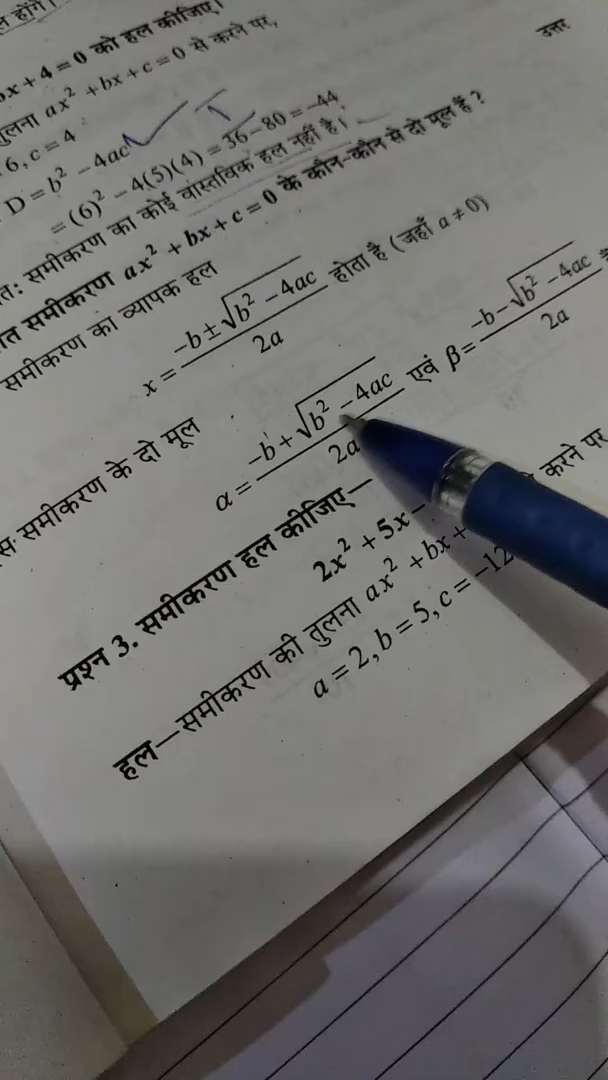 होंगे।
x + 4 = 0 को हल कीजिए।
तुलना ax² + bx + c = 0 से करने पर,
6, c = 4
उत्तर
D = b² − 4ac
= (6)² − 4(5)(4) = 36 − 80 = −44
समीकरण का कोई वास्तविक हल नहीं है।
समीकरण ax² + bx + c = 0 के कौन-कौन से दो मूल हैं ?
समीकरण का व्यापक हल
x = (−b ± √(b² − 4ac)) / 2a होता है (जहाँ a ≠ 0)
समीकरण के दो मूल
α = (−b + √(b² − 4ac)) / 2a एवं β = (−b − √(b² − 4ac)) / 2a
प्रश्न 3. समीकरण हल कीजिए—
2x² + 5x −
हल—समीकरण की तुलना ax² + bx + करने पर
a = 2, b = 5, c = −12